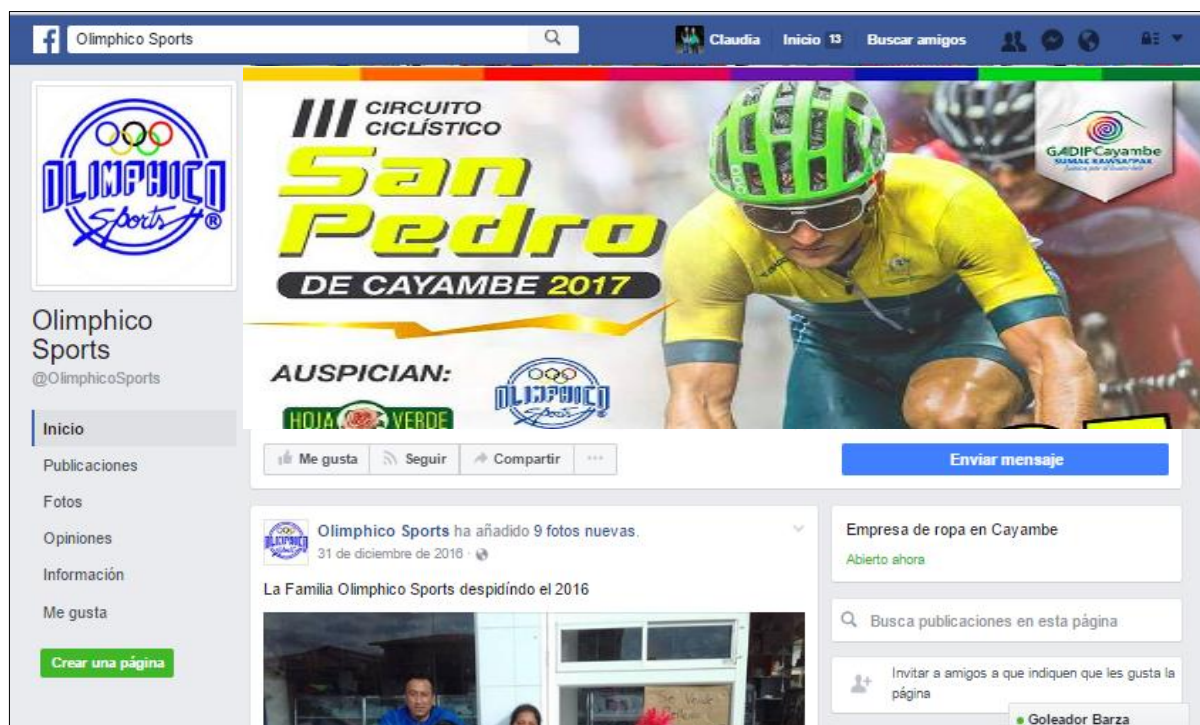 Olimphico Sports
Claudia Inicio 13 Buscar amigos
OLIMPHICO
Sports ®
Olimphico
Sports
@OlimphicoSports
Inicio
Publicaciones
Fotos
Opiniones
Información
Me gusta
Crear una página
III CIRCUITO
CICLÍSTICO
San
Pedro
DE CAYAMBE 2017
AUSPICIAN:
HOJA VERDE
OLIMPHICO
Sports
GADIPCayambe
SUMAK KAWSAYPAK
Me gusta Seguir Compartir ...
Enviar mensaje
Olimphico Sports ha añadido 9 fotos nuevas.
31 de diciembre de 2016 ·
La Familia Olimphico Sports despidíndo el 2016
Se Vende
Empresa de ropa en Cayambe
Abierto ahora
Busca publicaciones en esta página
Invitar a amigos a que indiquen que les gusta la
página
Goleador Barza